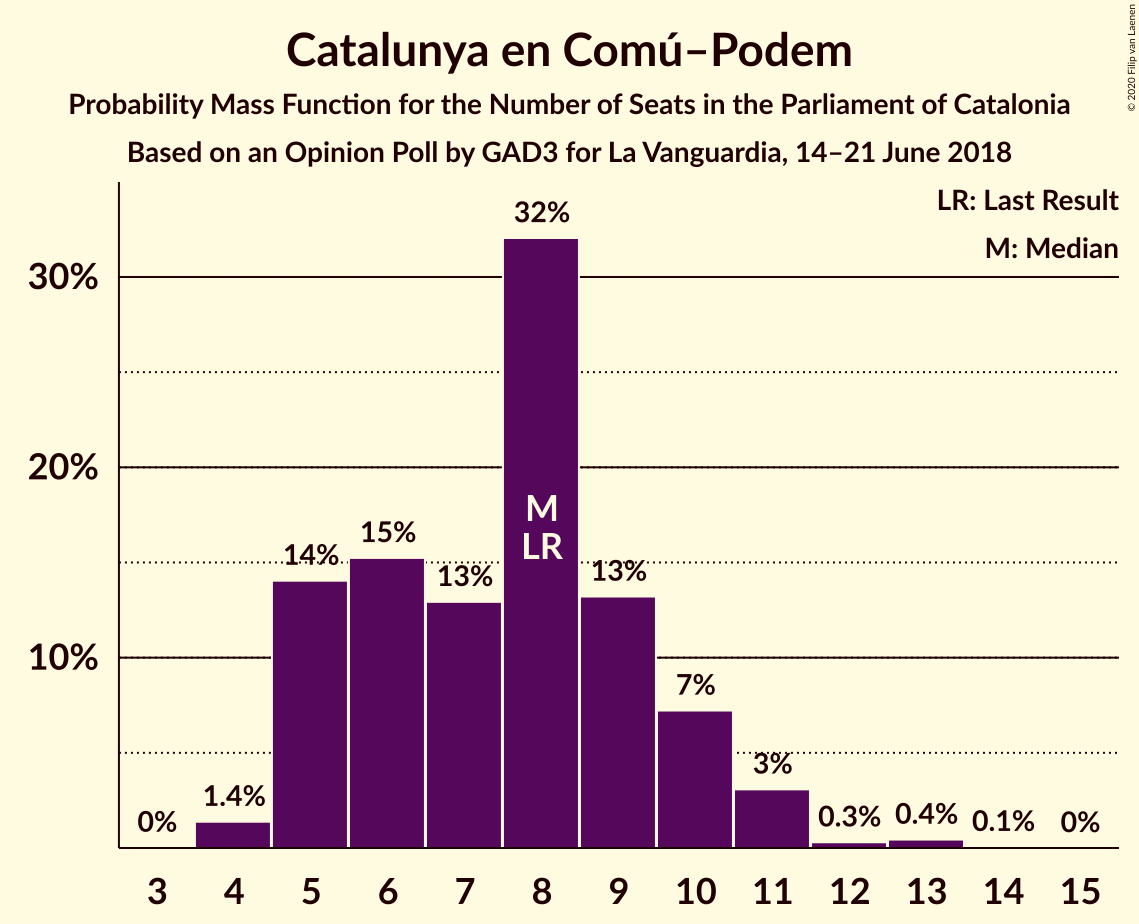 Catalunya en Comú–Podem
Probability Mass Function for the Number of Seats in the Parliament of Catalonia
Based on an Opinion Poll by GAD3 for La Vanguardia, 14–21 June 2018
© 2020 Filip van Laenen
LR: Last Result
M: Median
30%
20%
10%
0%
1.4%
14%
15%
13%
32%
M
LR
13%
7%
3%
0.3%
0.4%
0.1%
0%
3 4 5 6 7 8 9 10 11 12 13 14 15